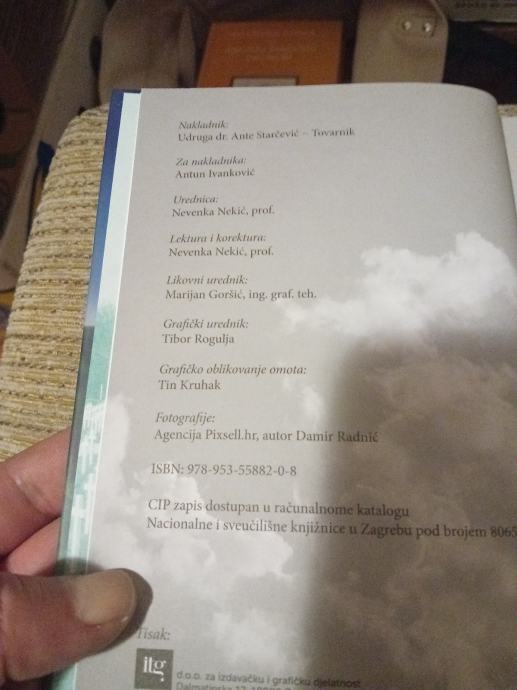 Nakladnik:
Udruga dr. Ante Starčević – Tovarnik
Za nakladnika:
Antun Ivanković
Urednica:
Nevenka Nekić, prof.
Lektura i korektura:
Nevenka Nekić, prof.
Likovni urednik:
Marijan Goršić, ing. graf. teh.
Grafički urednik:
Tibor Rogulja
Grafičko oblikovanje omota:
Tin Kruhak
Fotografije:
Agencija Pixsell.hr, autor Damir Radnić
ISBN: 978-953-55882-0-8
CIP zapis dostupan u računalnome katalogu
Nacionalne i sveučilišne knjižnice u Zagrebu pod brojem 8065
Tisak:
itg
d.o.o. za izdavačku i grafičku djelatnost